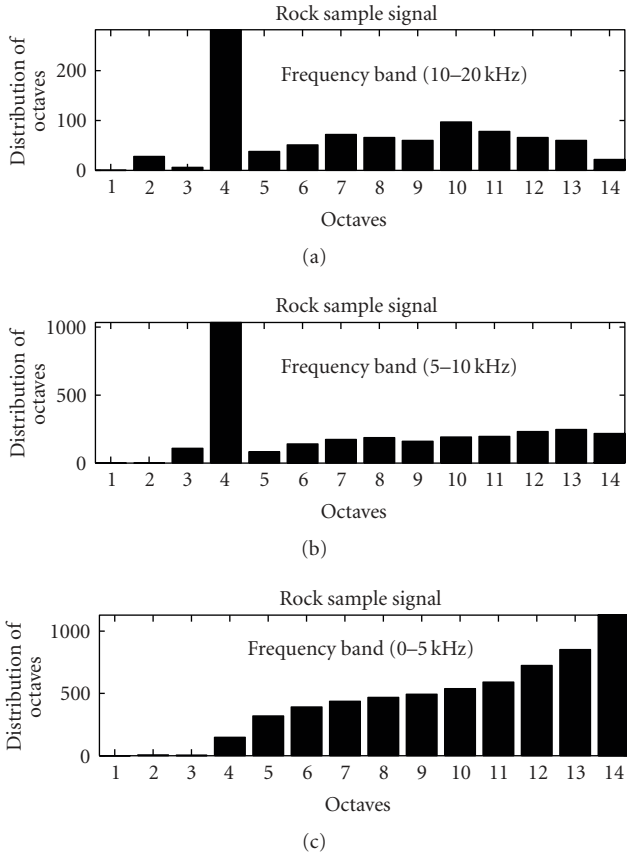 Rock sample signal
Distribution of
octaves
200
100
0
Frequency band (10–20 kHz)
1 2 3 4 5 6 7 8 9 10 11 12 13 14
Octaves
(a)
Rock sample signal
Distribution of
octaves
1000
500
0
Frequency band (5–10 kHz)
1 2 3 4 5 6 7 8 9 10 11 12 13 14
Octaves
(b)
Rock sample signal
Distribution of
octaves
1000
500
0
Frequency band (0–5 kHz)
1 2 3 4 5 6 7 8 9 10 11 12 13 14
Octaves
(c)